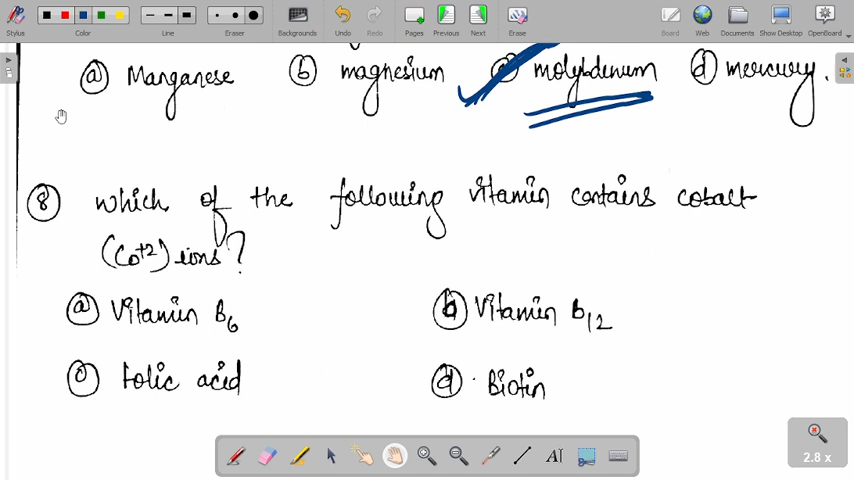 Stylus Color Line Eraser Backgrounds Undo Redo Pages Previous Next Erase Board Web Documents Show Desktop OpenBoard
ⓐ Manganese ⓑ magnesium ⓒ molybdenum ⓓ mercury.
⑧ which of the following vitamin contains cobalt
(Co+2) ions?
ⓐ Vitamin B6 ⓑ Vitamin B12
ⓒ folic acid ⓓ Biotin
2.8 x